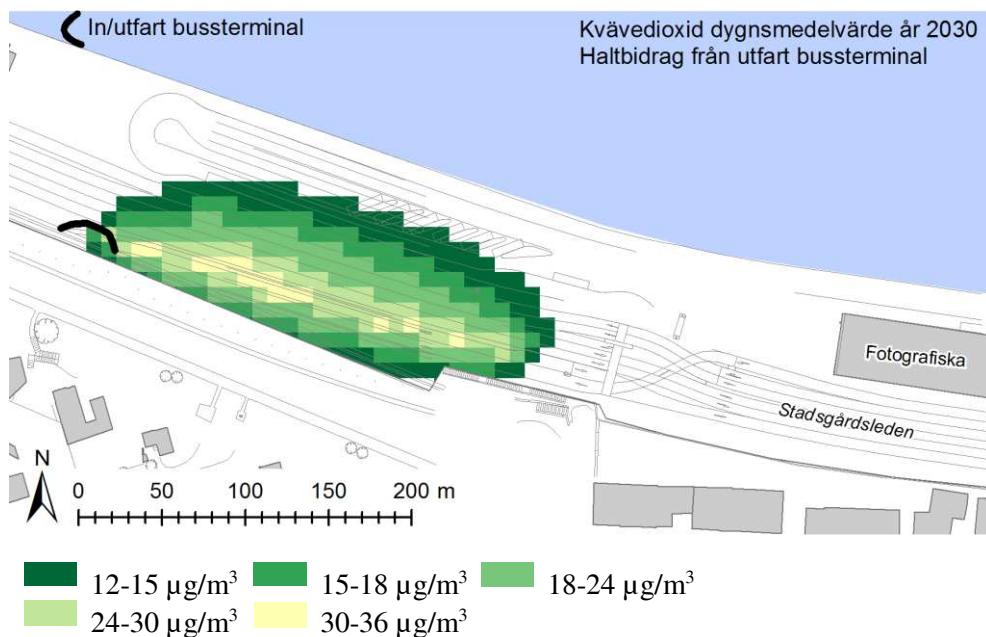 In/utfart bussterminal
Kvävedioxid dygnsmedelvärde år 2030
Haltbidrag från utfart bussterminal
Fotografiska
Stadsgårdsleden
N
0 50 100 150 200 m
12-15 µg/m³ 15-18 µg/m³ 18-24 µg/m³
24-30 µg/m³ 30-36 µg/m³